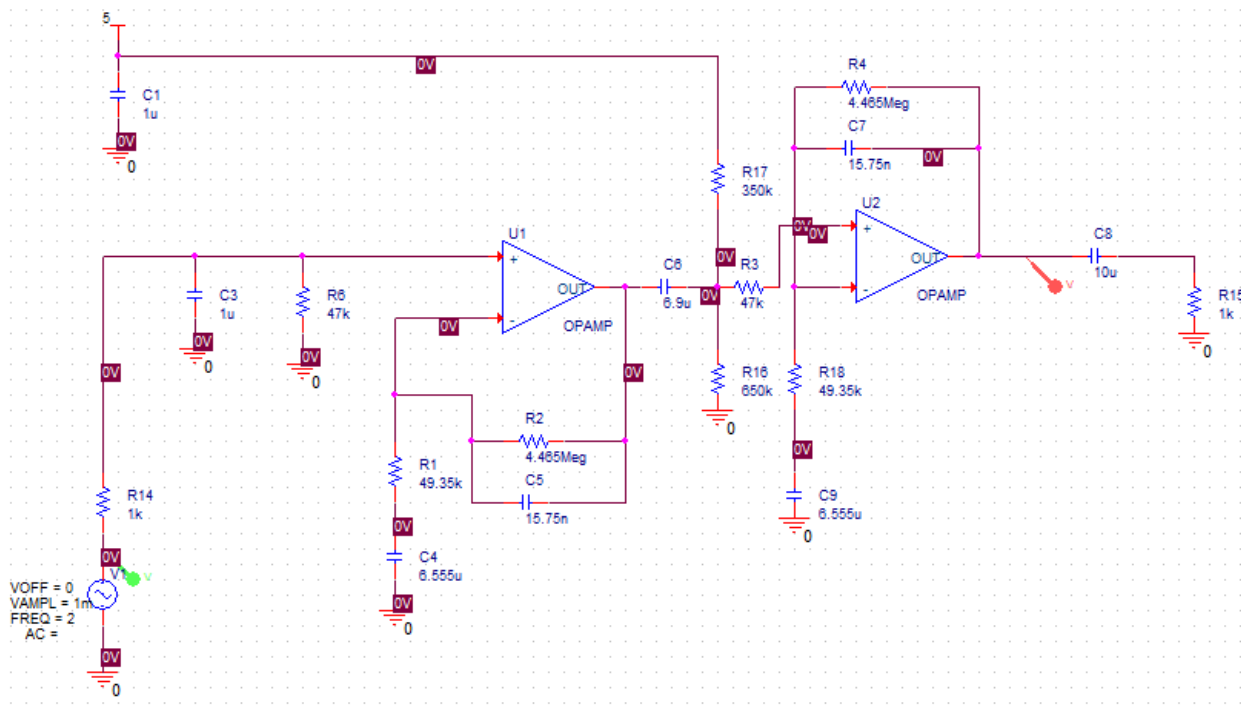 5
0V
C1
1u
0V
0
R4
4.465Meg
C7
15.75n
0V
R17
350k
U2
0V
0V
+
OUT
-
OPAMP
U1
+
OUT
-
OPAMP
C6
6.9u
0V
0V
R3
47k
C8
10u
V
R15
1k
0
C3
1u
0V
0
R6
47k
0V
0
0V
0V
0V
R16
650k
0
R18
49.35k
0V
C9
6.555u
0
R2
4.465Meg
C5
15.75n
R1
49.35k
0V
C4
6.555u
0V
0
R14
1k
0V
V1
V
VOFF = 0
VAMPL = 1m
FREQ = 2
AC =
0V
0